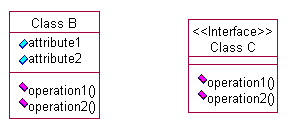 Class B
attribute1
attribute2
operation1()
operation2()
<<Interface>>
Class C
operation1()
operation2()